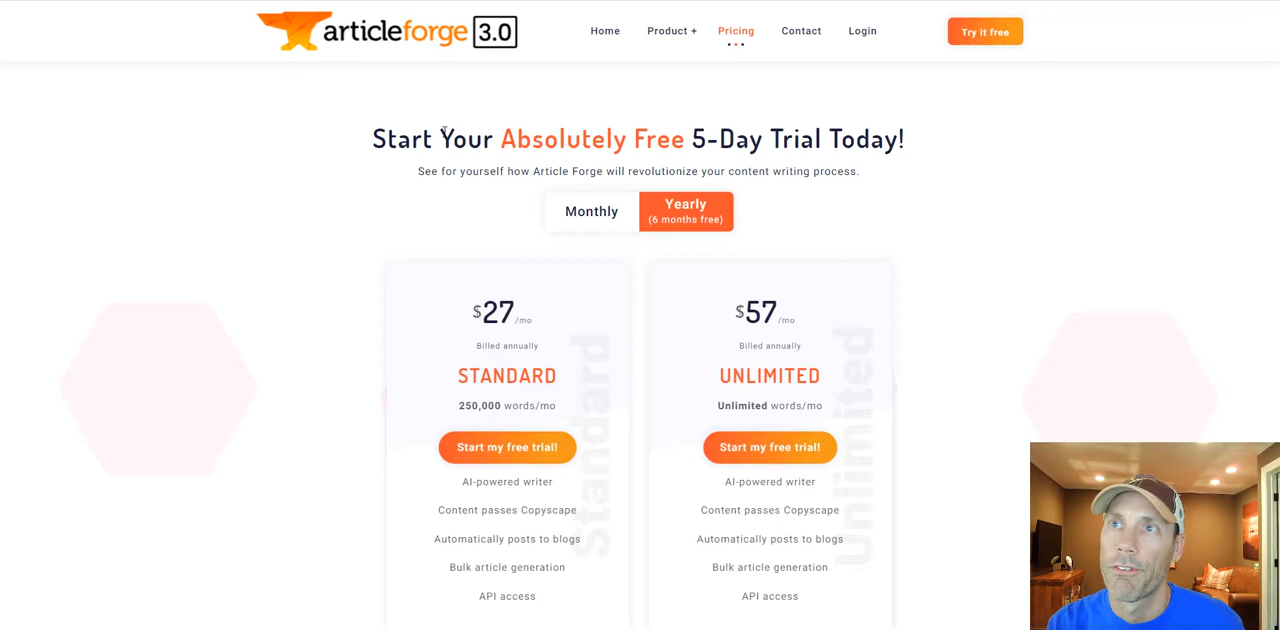 articleforge 3.0
Home Product + Pricing Contact Login Try it free
Start Your Absolutely Free 5-Day Trial Today!
See for yourself how Article Forge will revolutionize your content writing process.
Monthly
Yearly
(6 months free)
$27/mo
Billed annually
STANDARD
250,000 words/mo
Start my free trial!
AI-powered writer
Content passes Copyscape
Automatically posts to blogs
Bulk article generation
API access
Standard
$57/mo
Billed annually
UNLIMITED
Unlimited words/mo
Start my free trial!
AI-powered writer
Content passes Copyscape
Automatically posts to blogs
Bulk article generation
API access
Unlimited